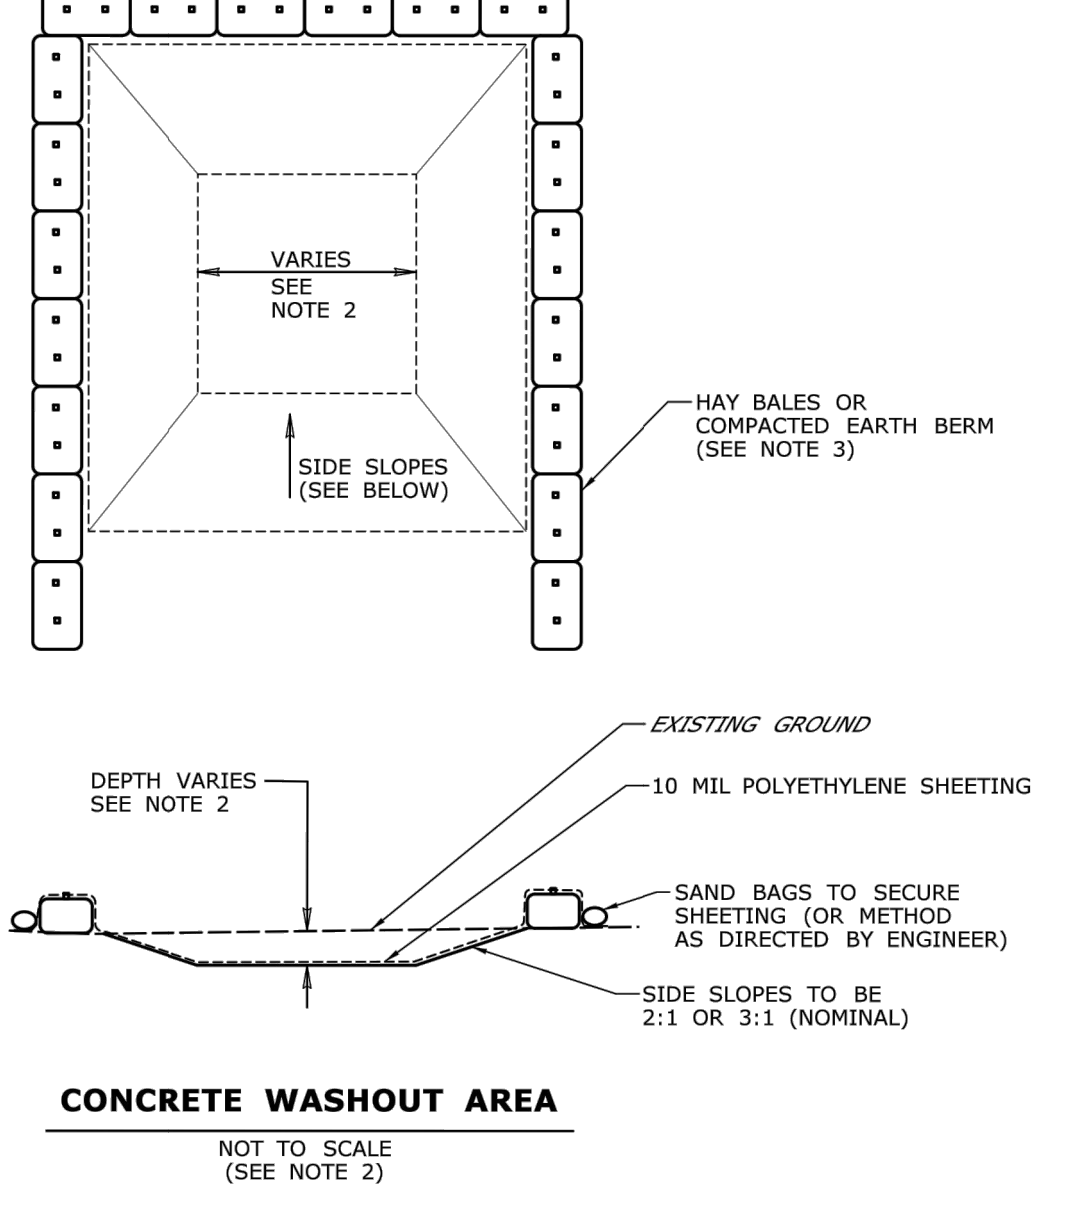 VARIES
SEE
NOTE 2
HAY BALES OR
COMPACTED EARTH BERM
(SEE NOTE 3)
SIDE SLOPES
(SEE BELOW)
EXISTING GROUND
DEPTH VARIES
SEE NOTE 2
10 MIL POLYETHYLENE SHEETING
SAND BAGS TO SECURE
SHEETING (OR METHOD
AS DIRECTED BY ENGINEER)
SIDE SLOPES TO BE
2:1 OR 3:1 (NOMINAL)
CONCRETE WASHOUT AREA
NOT TO SCALE
(SEE NOTE 2)